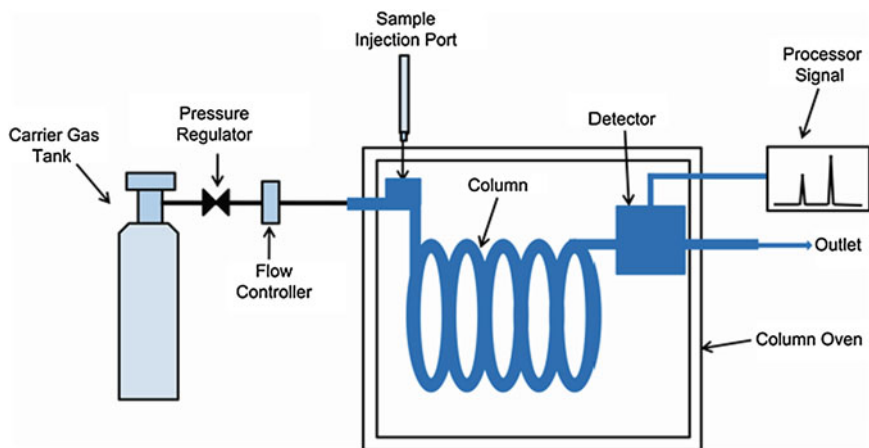 Sample
Injection Port
Processor
Signal
Pressure
Regulator
Detector
Carrier Gas
Tank
Column
Flow
Controller
Outlet
Column Oven